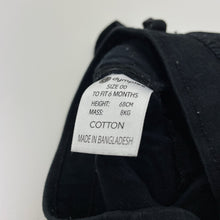 SIZE 00
TO FIT 6 MONTHS
HEIGHT: 68CM
MASS: 8KG
COTTON
MADE IN BANGLADESH